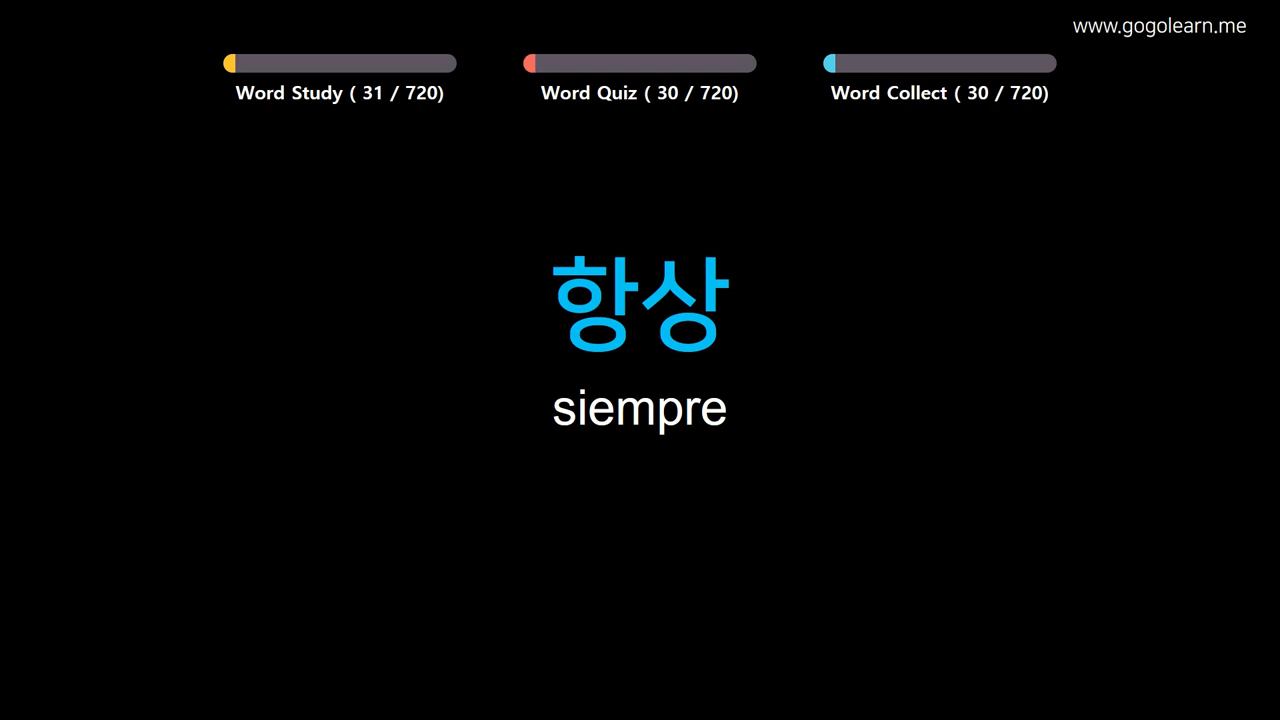 www.gogolearn.me
Word Study ( 31 / 720)
Word Quiz ( 30 / 720)
Word Collect ( 30 / 720)
항상
siempre